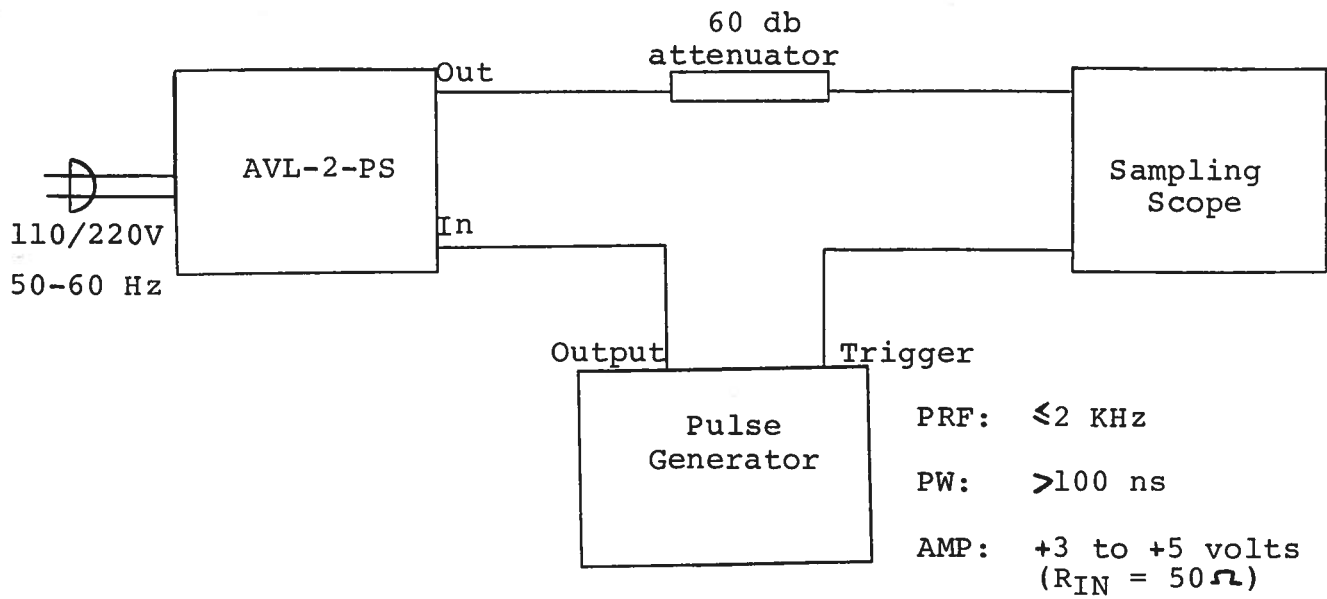 60 db
attenuator
Out
AVL-2-PS
Sampling
Scope
In
110/220V
50-60 Hz
Output
Trigger
Pulse
Generator
PRF: ≤2 KHz
PW: >100 ns
AMP: +3 to +5 volts
(RIN = 50Ω)